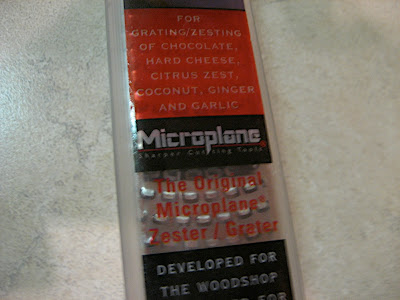 FOR
GRATING/ZESTING
OF CHOCOLATE,
HARD CHEESE,
CITRUS ZEST,
COCONUT, GINGER
AND GARLIC
Microplane®
Sharper Cutting Tools
The Original
Microplane®
Zester / Grater
DEVELOPED FOR
THE WOODSHOP
FOR